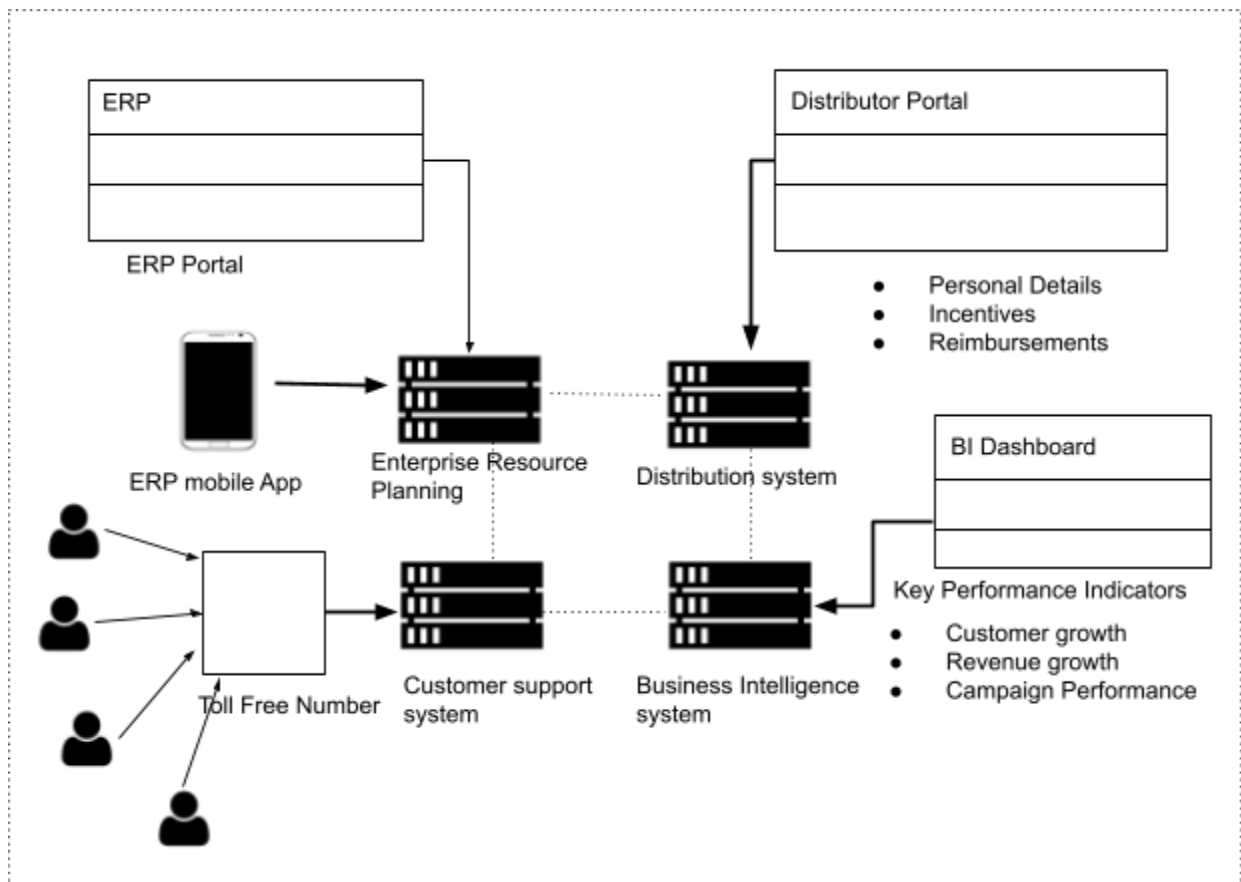 ERP
ERP Portal
Distributor Portal
Personal Details
Incentives
Reimbursements
ERP mobile App
Enterprise Resource
Planning
Distribution system
BI Dashboard
Key Performance Indicators
Customer growth
Revenue growth
Campaign Performance
Toll Free Number
Customer support
system
Business Intelligence
system